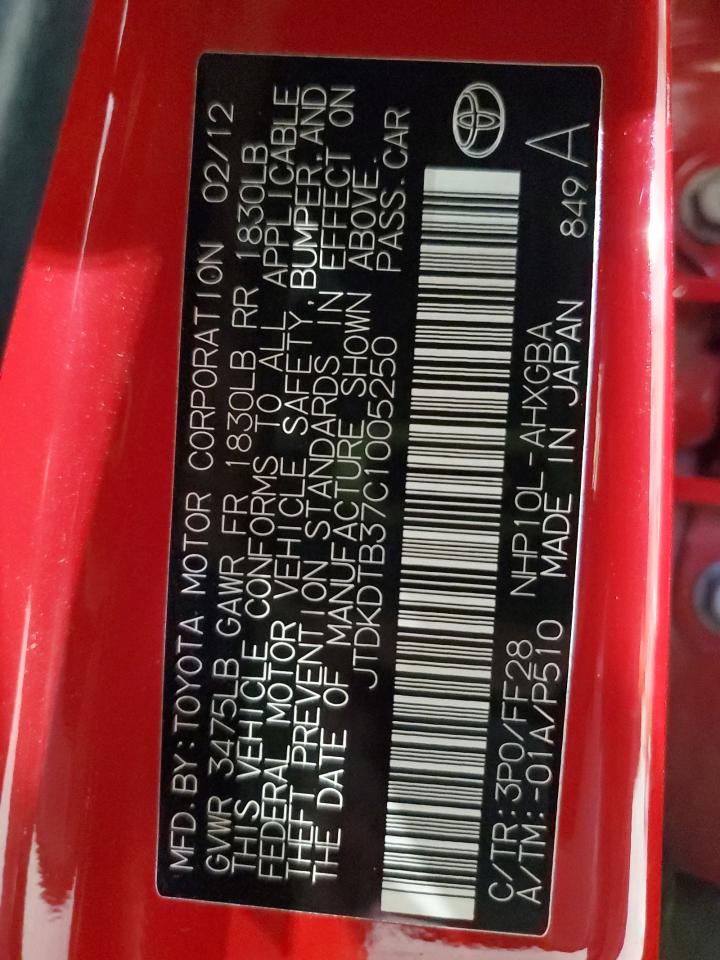 MFD.BY:TOYOTA MOTOR CORPORATION 02/12
GVWR 3475LB GAWR FR 1830LB RR 1830LB
THIS VEHICLE CONFORMS TO ALL APPLICABLE
FEDERAL MOTOR VEHICLE SAFETY,BUMPER,AND
THEFT PREVENTION STANDARDS IN EFFECT ON
THE DATE OF MANUFACTURE SHOWN ABOVE.
JTDKDTB37C1005250 PASS.CAR
C/TR:3P0/FF28 NHP10L-AHXGBA 849
A/TM:-01A/P510 MADE IN JAPAN A